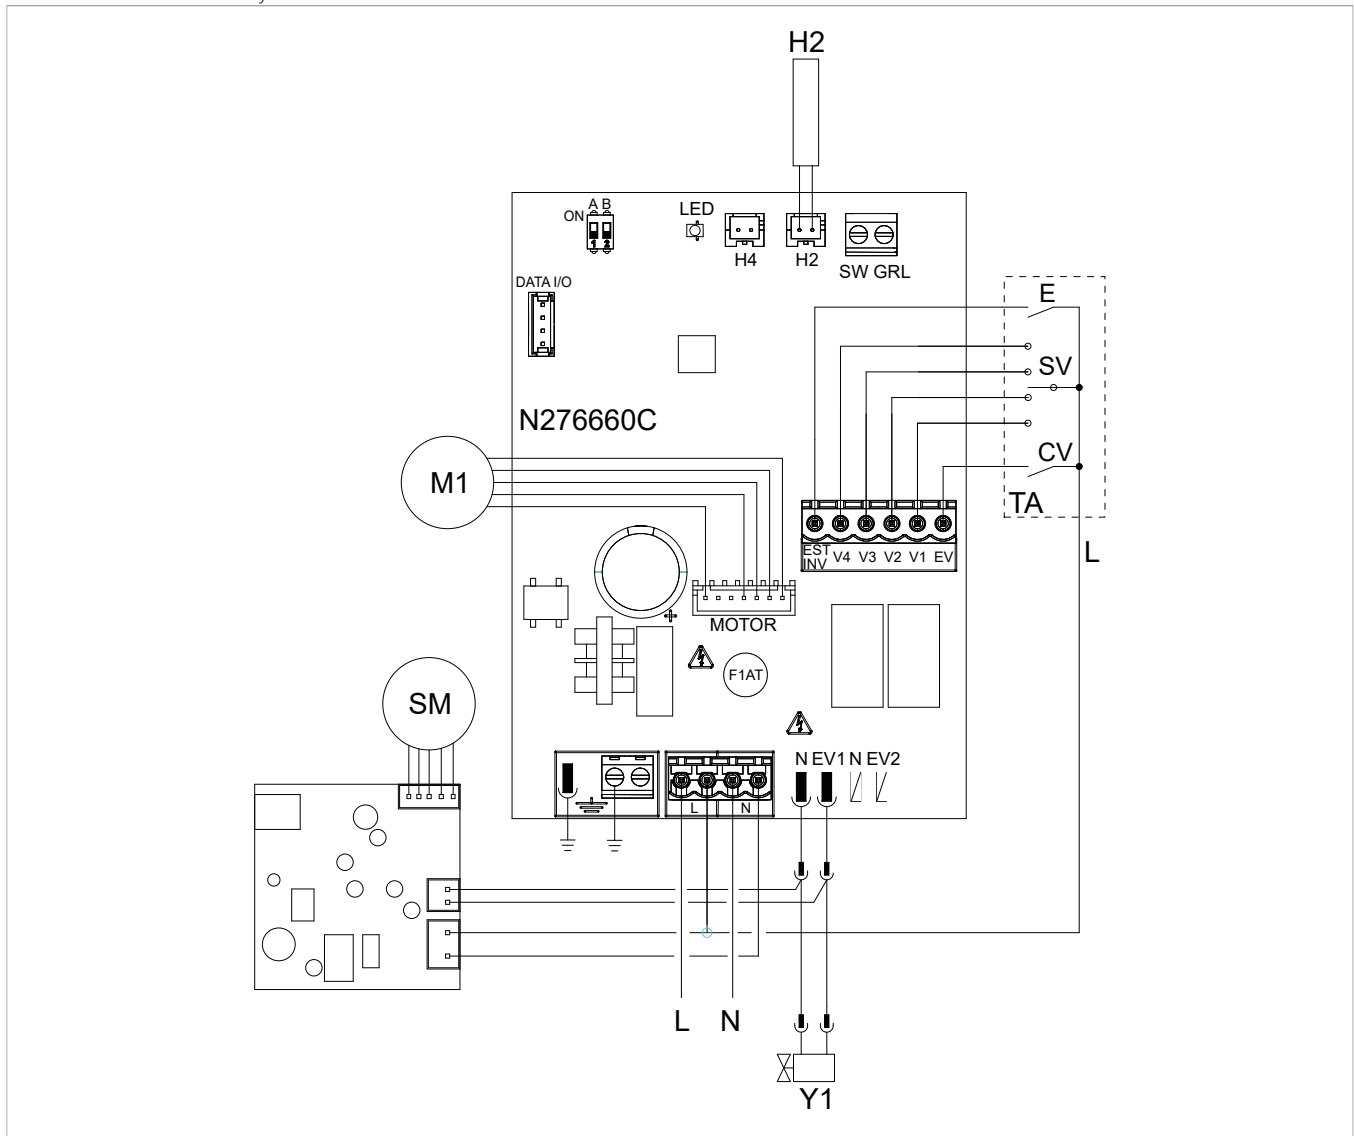 H2
A B
ON
1 2
LED
H4
H2
SW GRL
DATA I/O
E
SV
N276660C
CV
M1
TA
EST INV V4 V3 V2 V1 EV
L
MOTOR
F1AT
SM
N EV1 N EV2
L N
L N
Y1